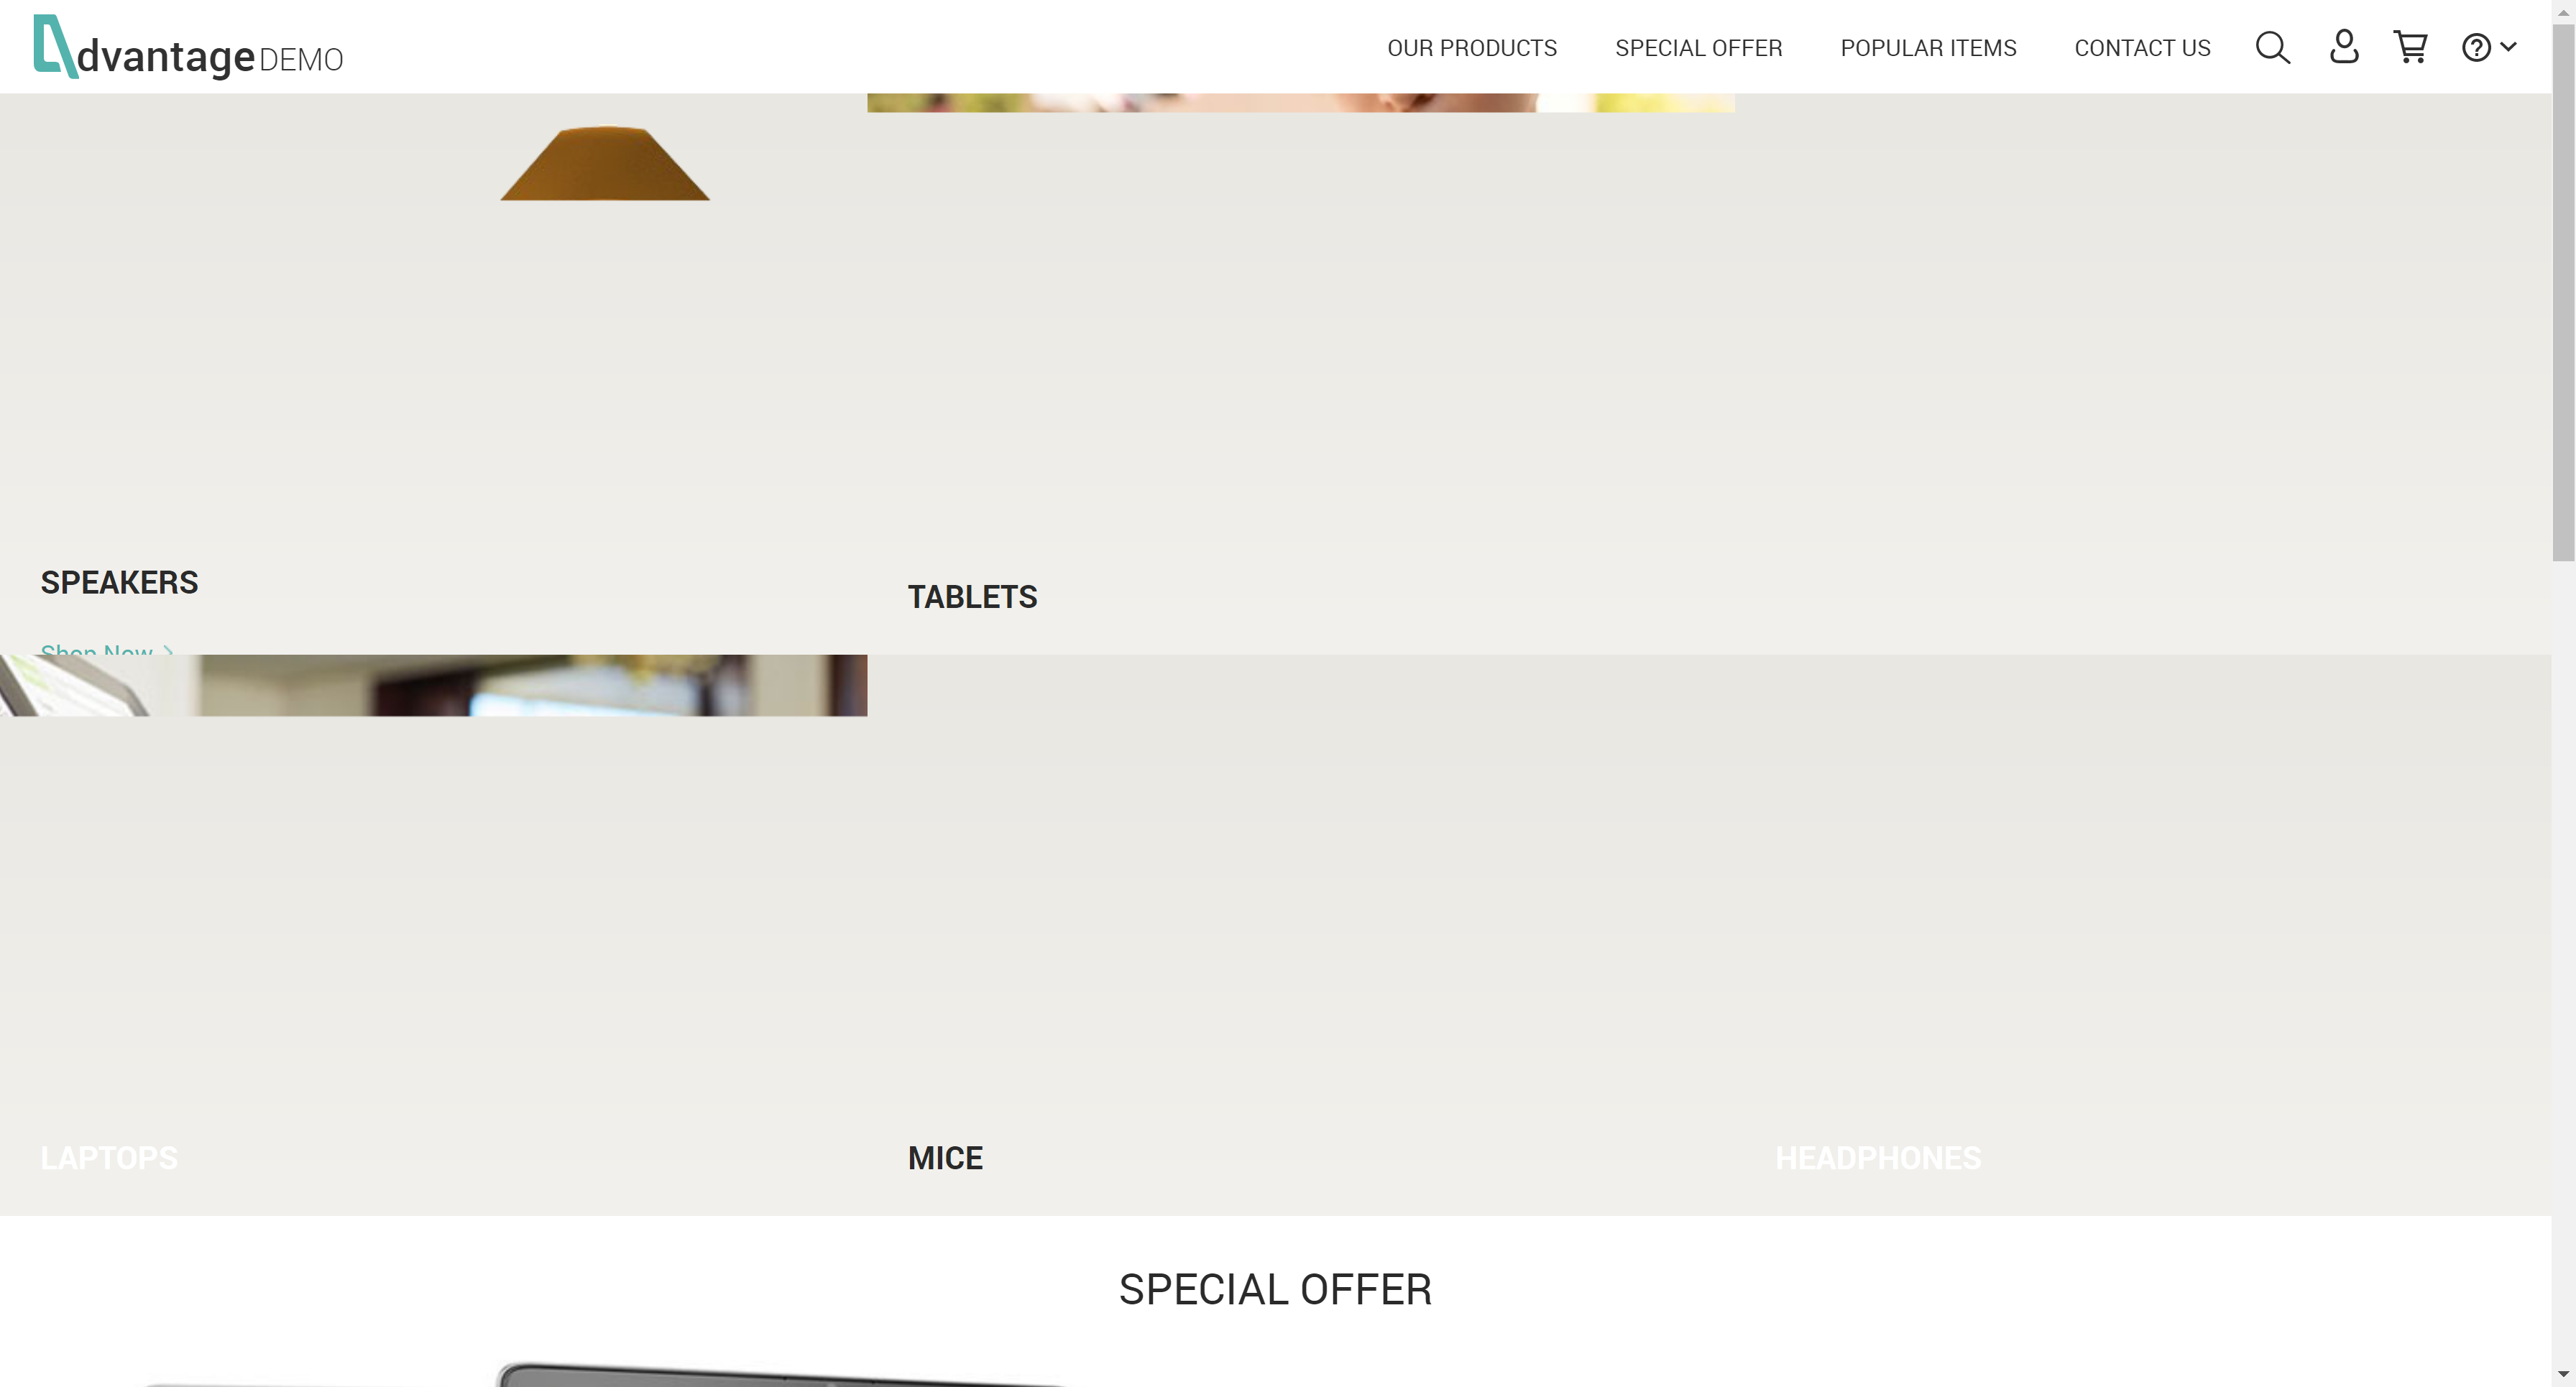 dvantage DEMO
OUR PRODUCTS
SPECIAL OFFER
POPULAR ITEMS
CONTACT US
SPEAKERS
TABLETS
Shop Now
LAPTOPS
MICE
HEADPHONES
SPECIAL OFFER